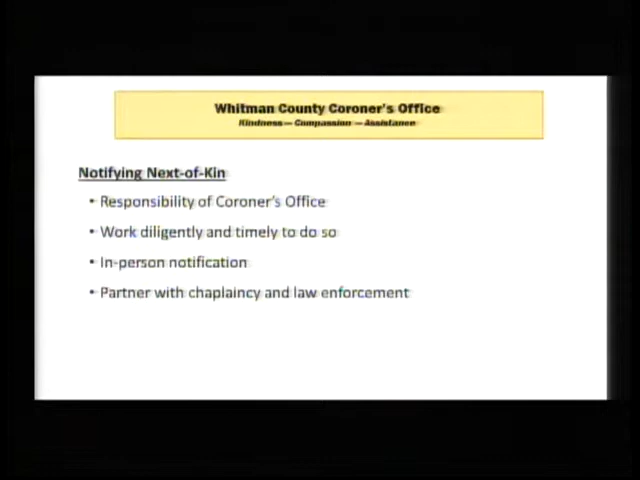 Whitman County Coroner's Office
Kindness — Compassion — Assistance
Notifying Next-of-Kin
• Responsibility of Coroner's Office
• Work diligently and timely to do so
• In-person notification
• Partner with chaplaincy and law enforcement